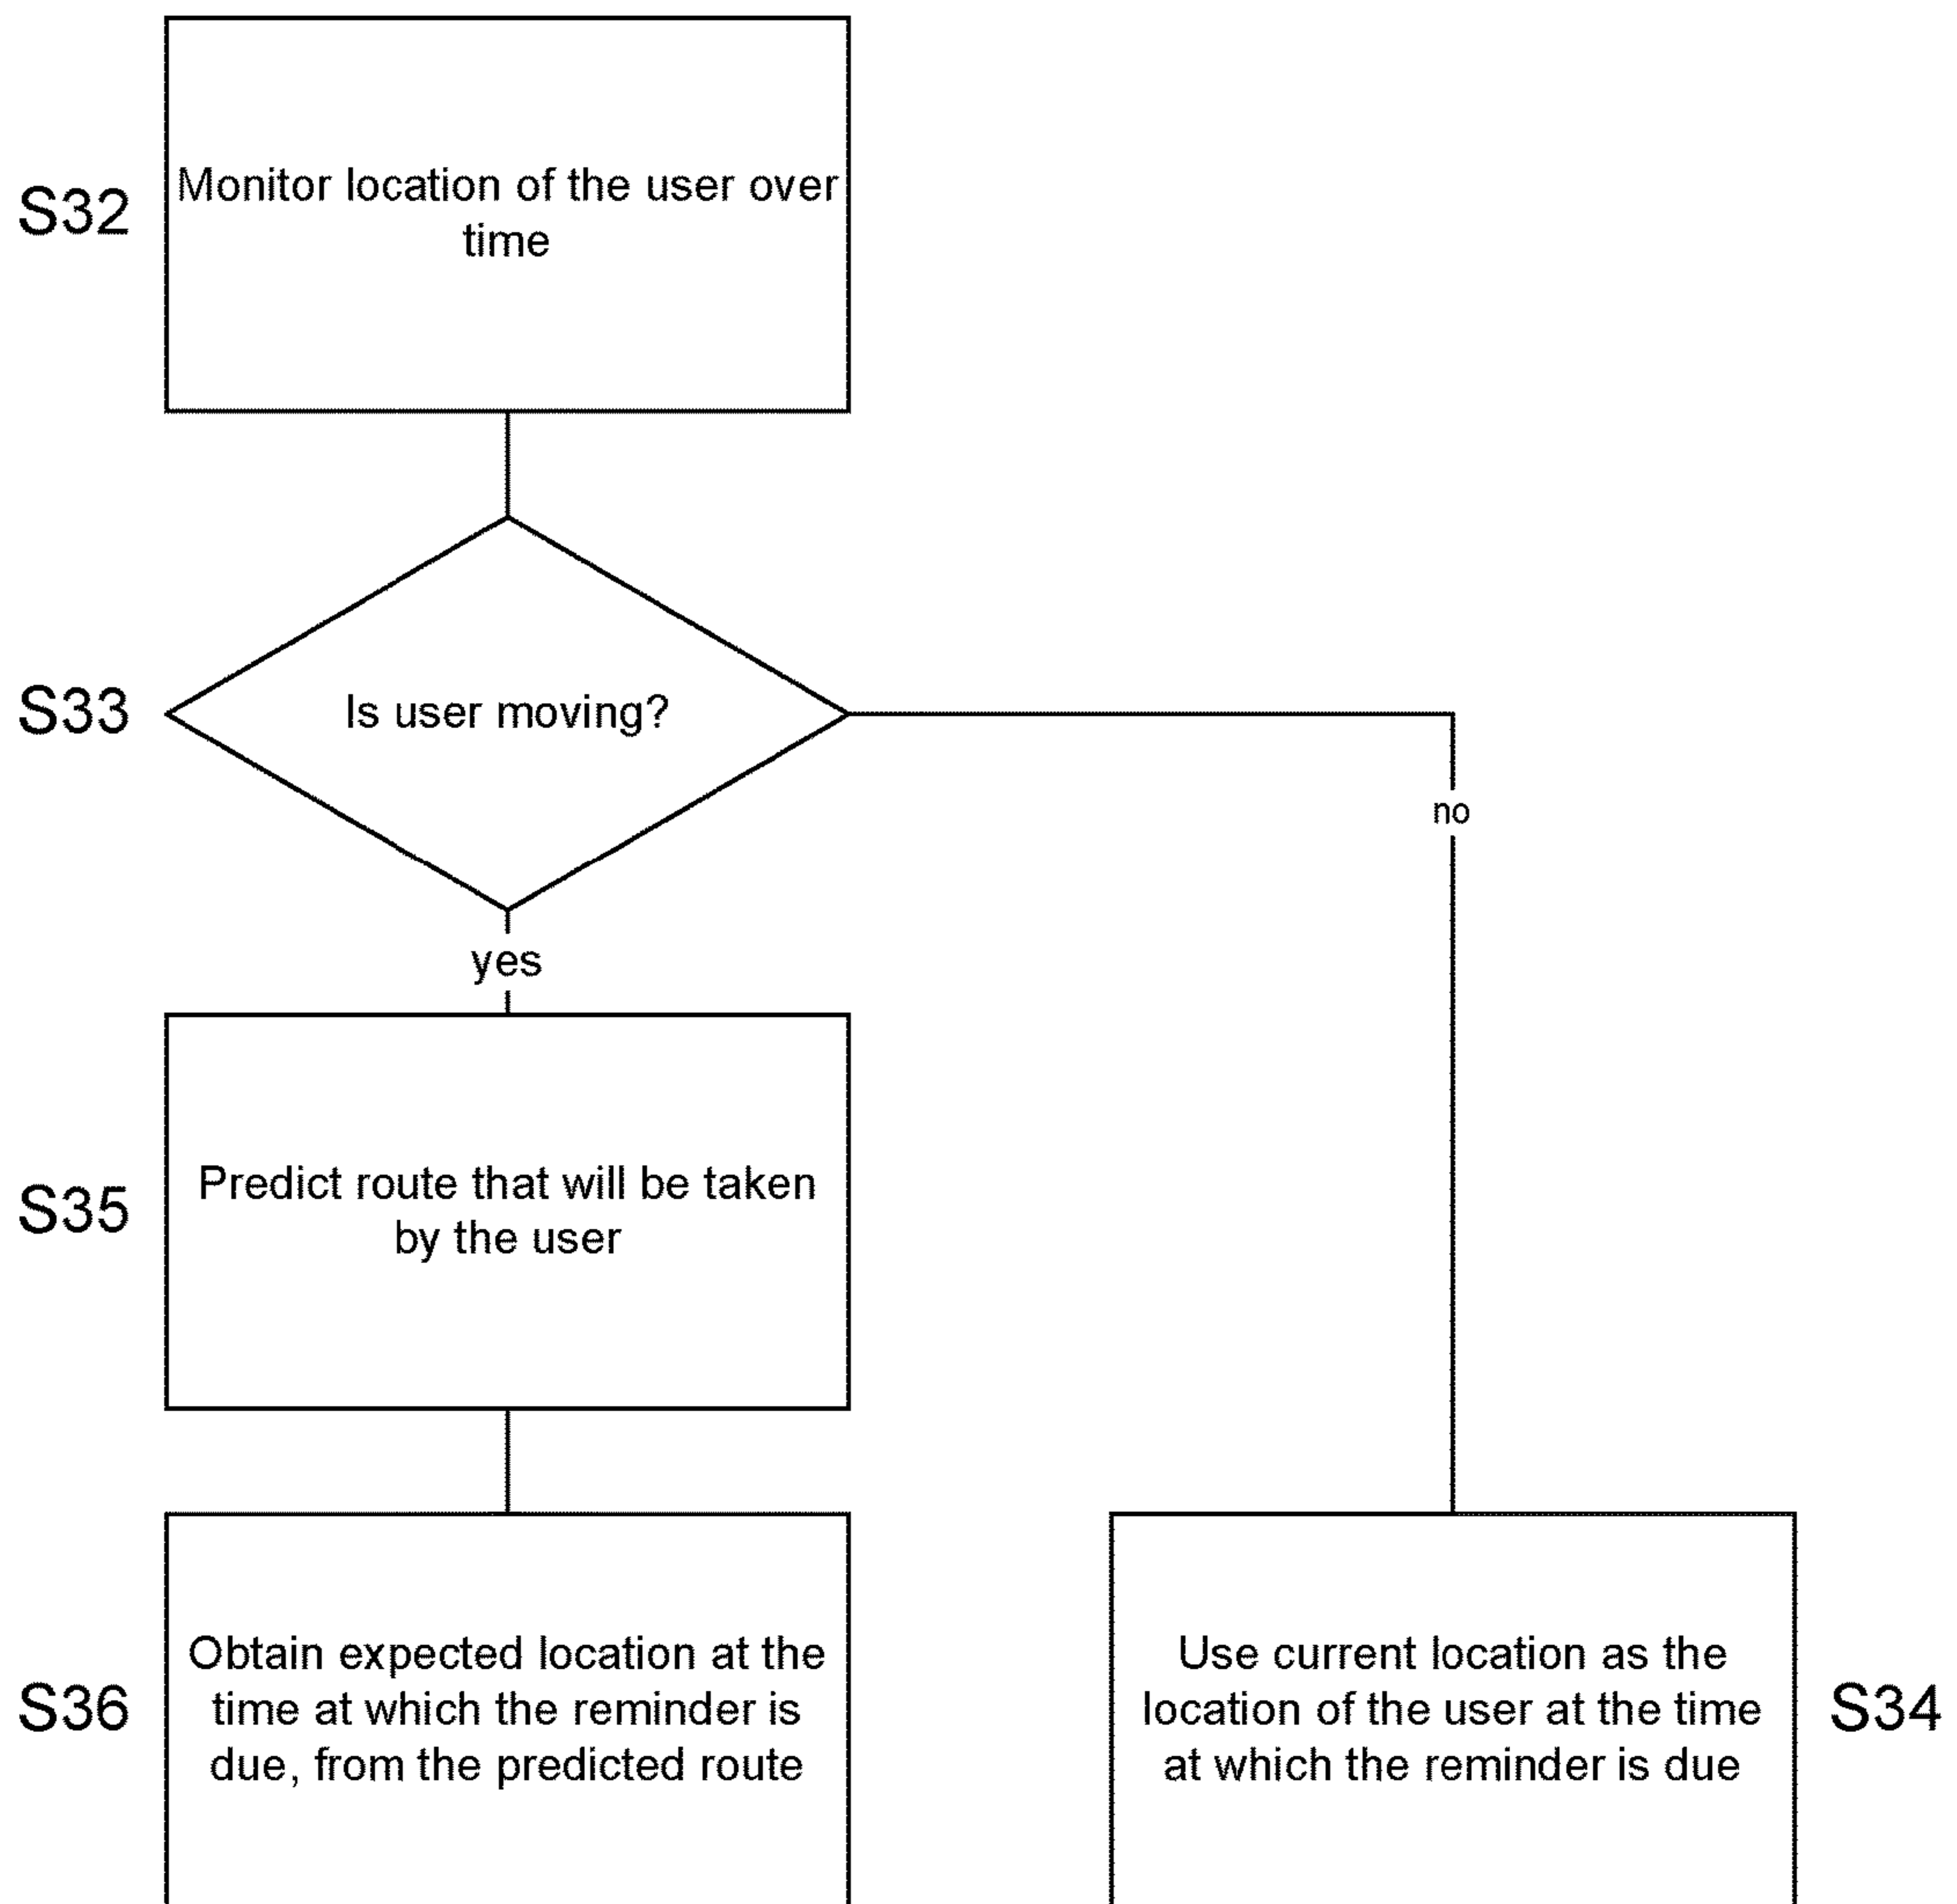 S32
Monitor location of the user over
time
S33
Is user moving?
no
yes
S35
Predict route that will be taken
by the user
S36
Obtain expected location at the
time at which the reminder is
due, from the predicted route
Use current location as the
location of the user at the time
at which the reminder is due
S34